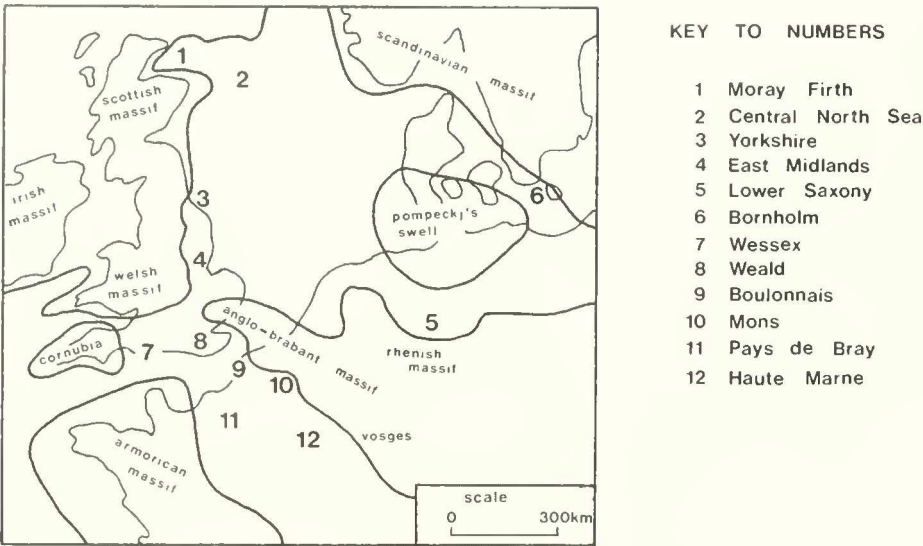 scandinavian massif
1
2
scottish
massif
irish
massif
3
6
pompeckj's
swell
4
welsh
massif
anglo-brabant massif
5
cornubia
7
8
rhenish
massif
9
10
11
12
vosges
armorican
massif
scale
0 300km
KEY TO NUMBERS
1 Moray Firth
2 Central North Sea
3 Yorkshire
4 East Midlands
5 Lower Saxony
6 Bornholm
7 Wessex
8 Weald
9 Boulonnais
10 Mons
11 Pays de Bray
12 Haute Marne